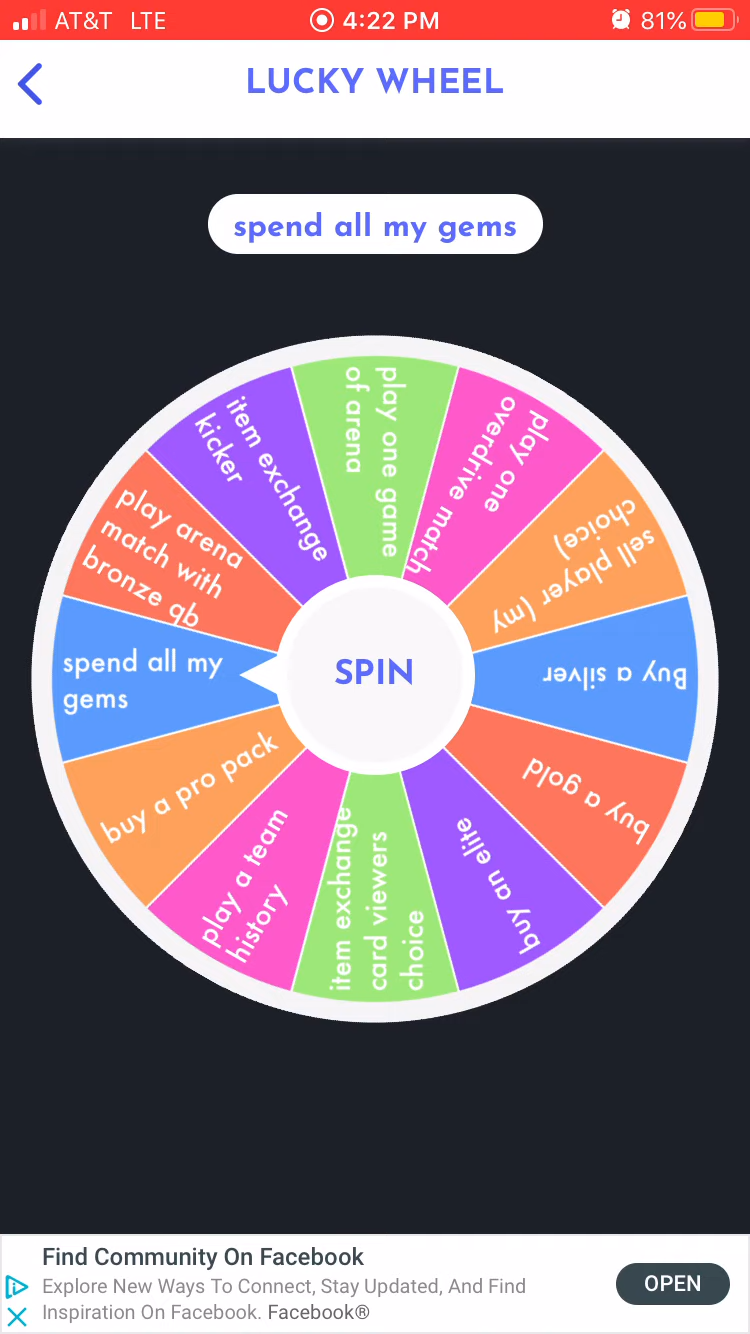 AT&T LTE 4:22 PM 81%
LUCKY WHEEL
spend all my gems
play one game
of arena
play one
overdrive match
sell player (my
choice)
Buy a silver
buy a gold
buy an elite
item exchange
card viewers
choice
play a team
history
buy a pro pack
spend all my
gems
play arena
match with
bronze qb
item exchange
kicker
SPIN
Find Community On Facebook
Explore New Ways To Connect, Stay Updated, And Find
Inspiration On Facebook. Facebook®
OPEN